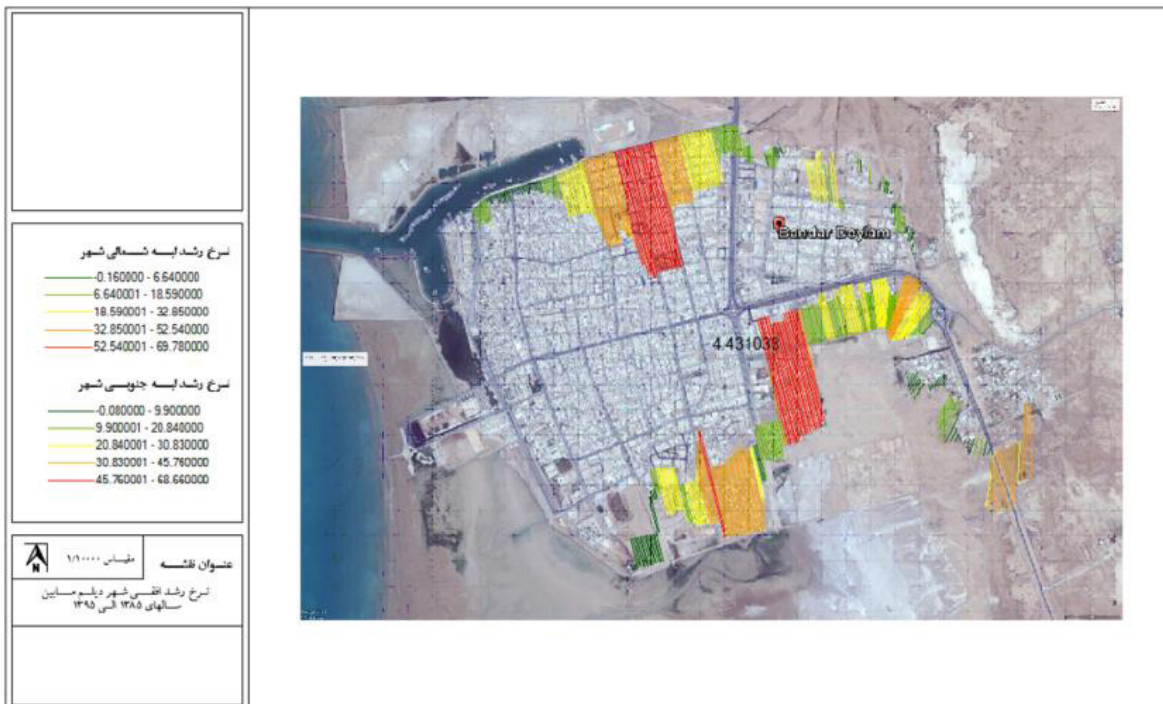 نرخ رشد لبه شمالی شهر
-0.160000 - 6.640000
6.640001 - 18.590000
18.590001 - 32.850000
32.850001 - 52.540000
52.540001 - 69.780000
نرخ رشد لبه جنوبی شهر
-0.080000 - 9.900000
9.900001 - 20.840000
20.840001 - 30.830000
30.830001 - 45.760000
45.760001 - 68.660000
عنوان نقشه
مقیاس ۱/۱۰۰۰۰
N
نرخ رشد افقی شهر دیلم مابین
سالهای ۱۳۸۵ الی ۱۳۹۵
Bandar Deylam
4.431033